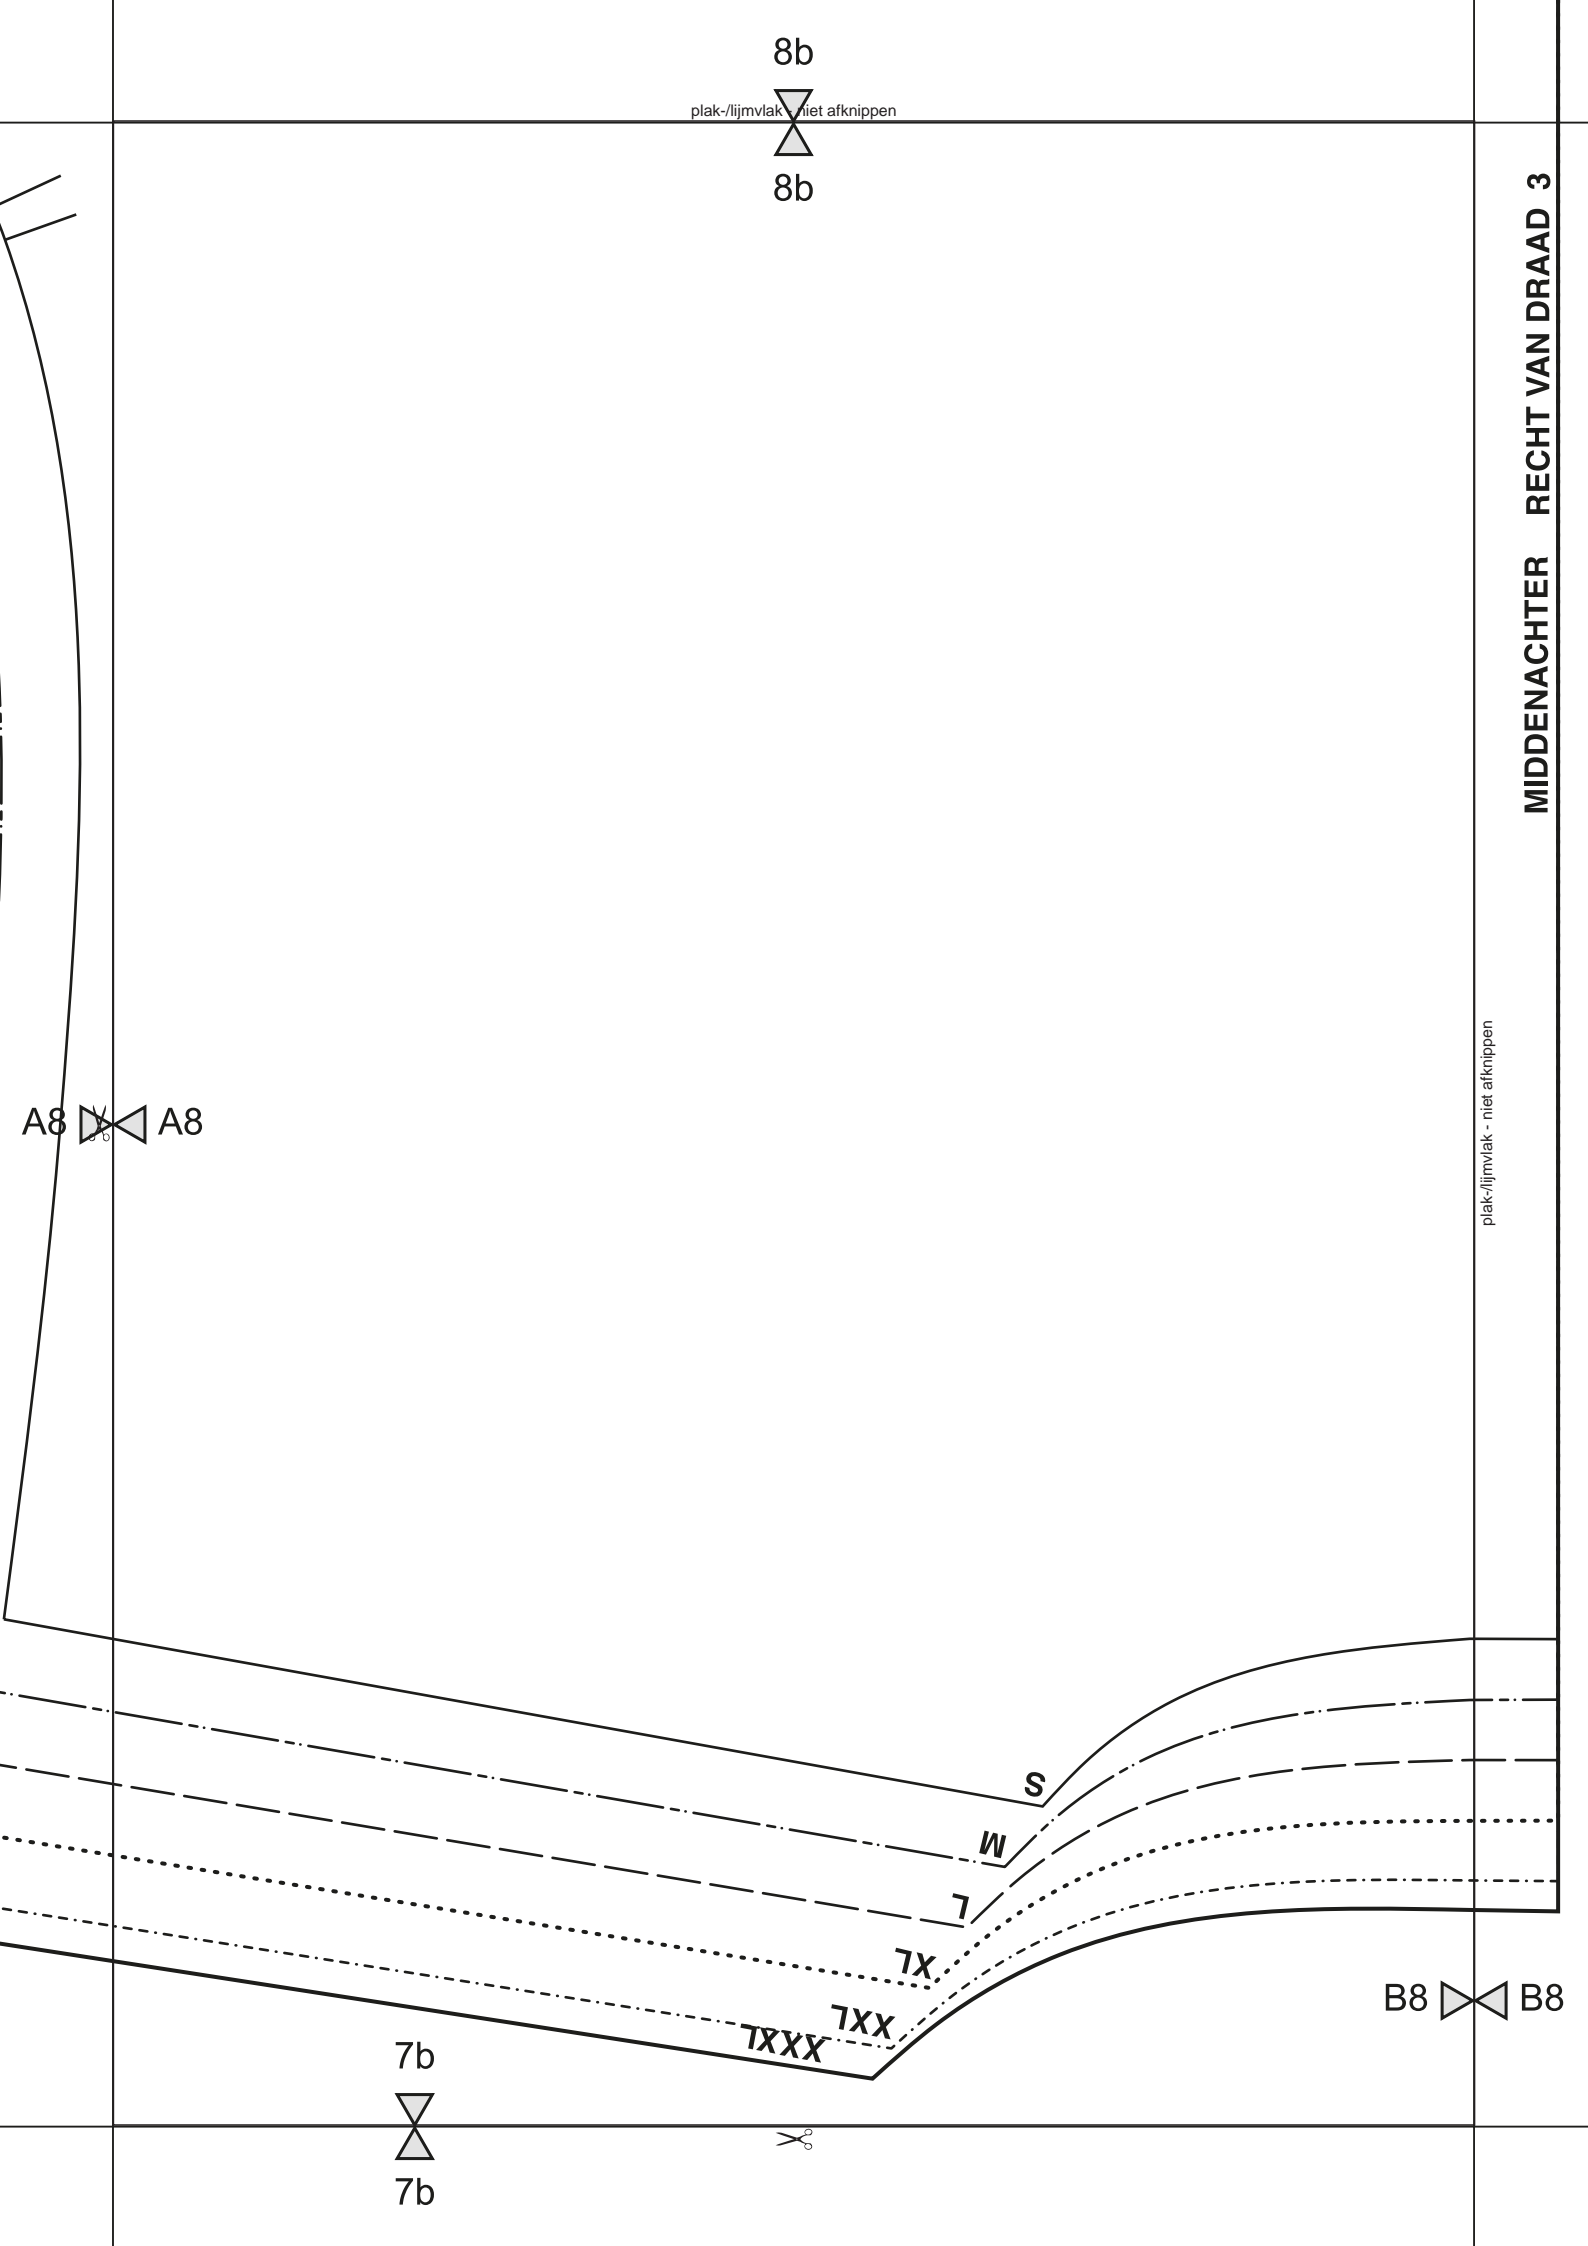 8b
plak-/lijmvlak - niet afknippen
8b
MIDDENACHTER RECHT VAN DRAAD 3
A8 A8
plak-/lijmvlak - niet afknippen
S
M
L
XL
XXL
XXXL
B8 B8
7b
7b